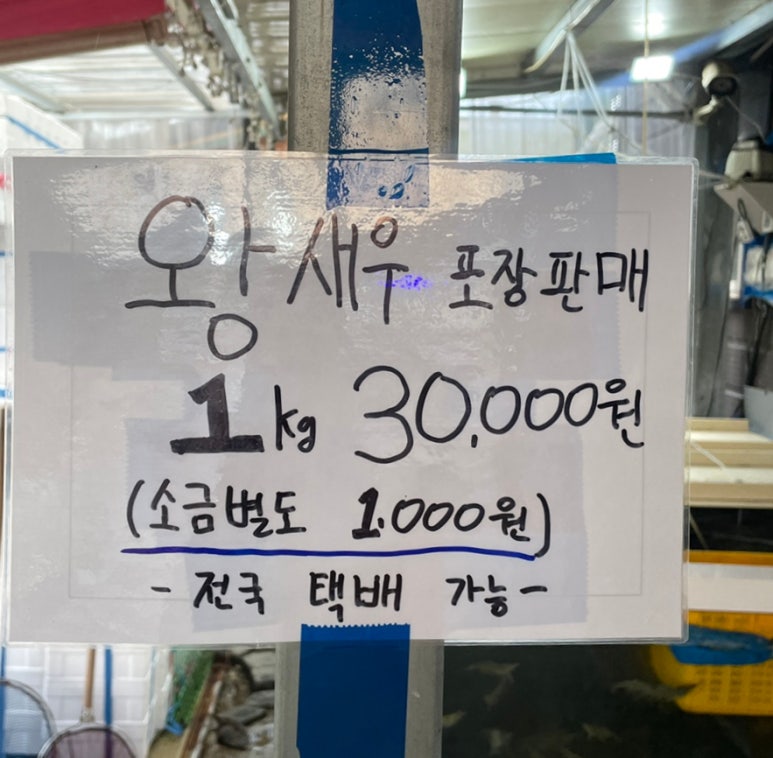 왕새우 포장판매
1kg 30,000원
(소금별도 1.000원)
- 전국 택배 가능 -